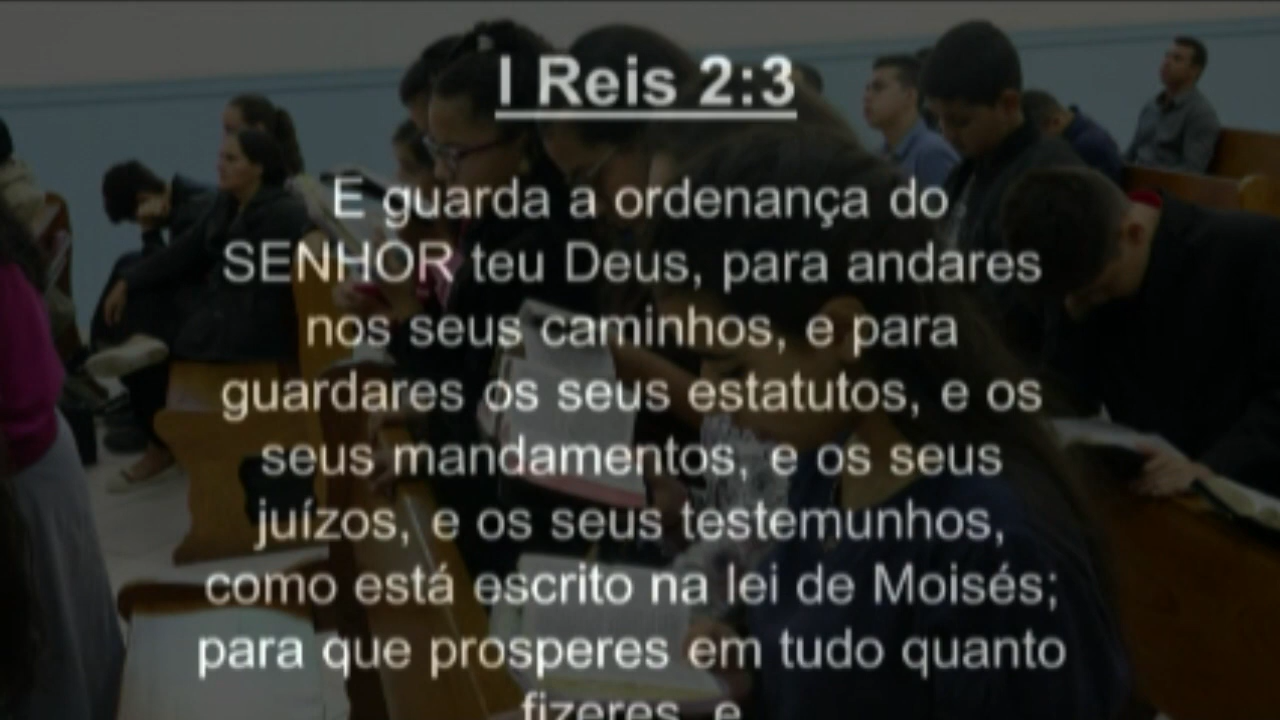 I Reis 2:3
E guarda a ordenança do
SENHOR teu Deus, para andares
nos seus caminhos, e para
guardares os seus estatutos, e os
seus mandamentos, e os seus
juízos, e os seus testemunhos,
como está escrito na lei de Moisés;
para que prosperes em tudo quanto
fizeres, e